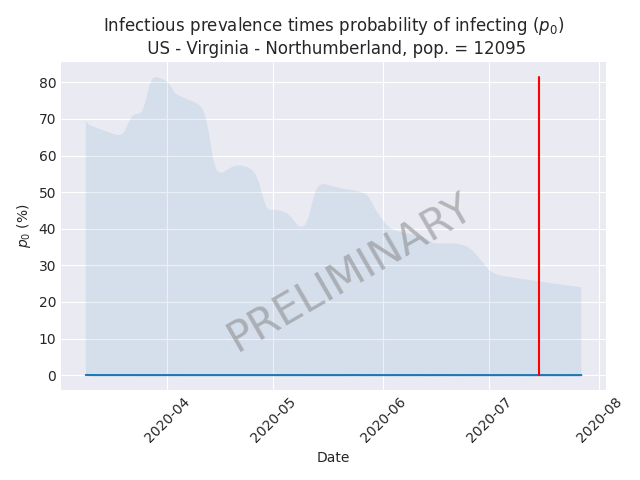 Infectious prevalence times probability of infecting (p₀)
US - Virginia - Northumberland, pop. = 12095
80
70
60
50
40
30
20
10
0
p₀ (%)
PRELIMINARY
2020-04
2020-05
2020-06
2020-07
2020-08
Date